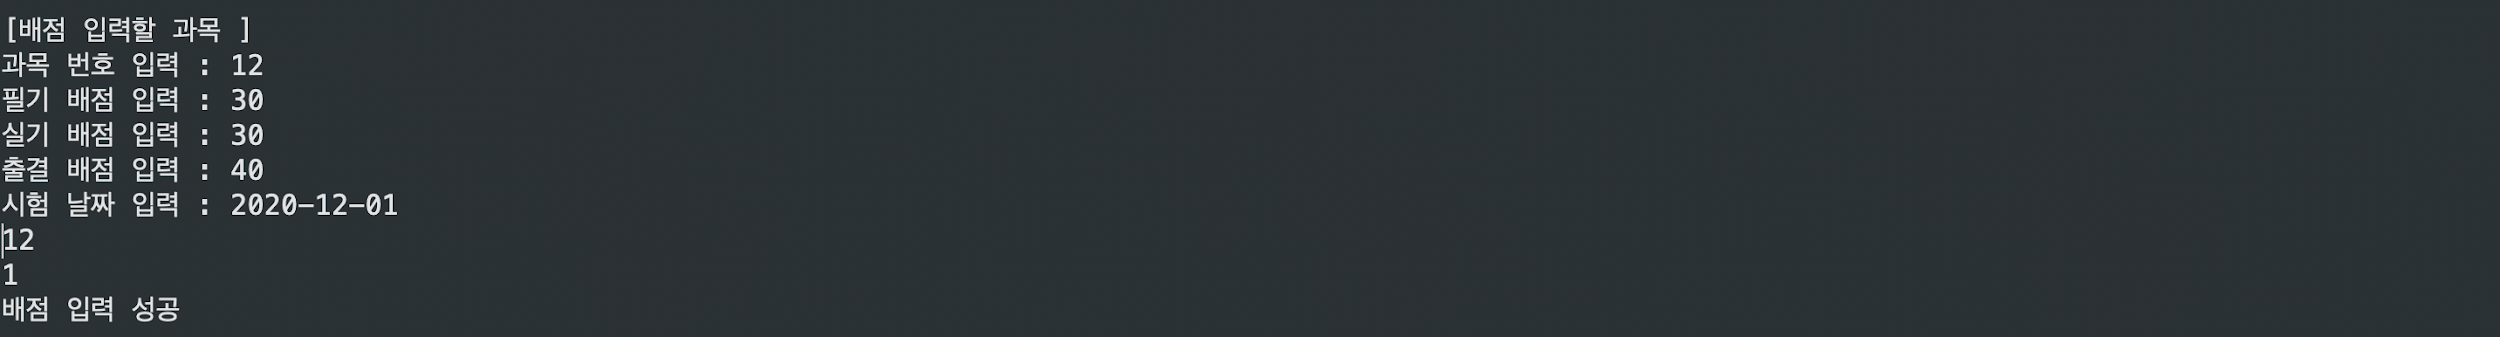 [배점 입력할 과목 ]
과목 번호 입력 : 12
필기 배점 입력 : 30
실기 배점 입력 : 30
출결 배점 입력 : 40
시험 날짜 입력 : 2020-12-01
12
1
배점 입력 성공